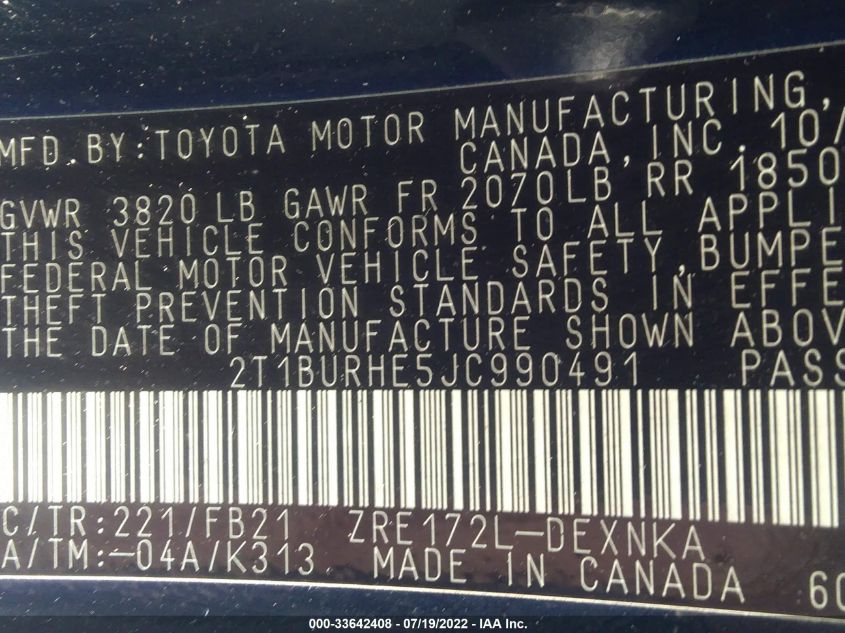 MFD.BY:TOYOTA MOTOR MANUFACTURING,
CANADA,INC. 10/
GVWR 3820LB GAWR FR 2070LB RR 1850
THIS VEHICLE CONFORMS TO ALL APPLI
FEDERAL MOTOR VEHICLE SAFETY,BUMPE
THEFT PREVENTION STANDARDS IN EFFE
THE DATE OF MANUFACTURE SHOWN ABOV
2T1BURHE5JC990491 PASS
C/TR:221/FB21 ZRE172L-DEXNKA
A/TM:-04A/K313 MADE IN CANADA 60
000-33642408 - 07/19/2022 - IAA Inc.